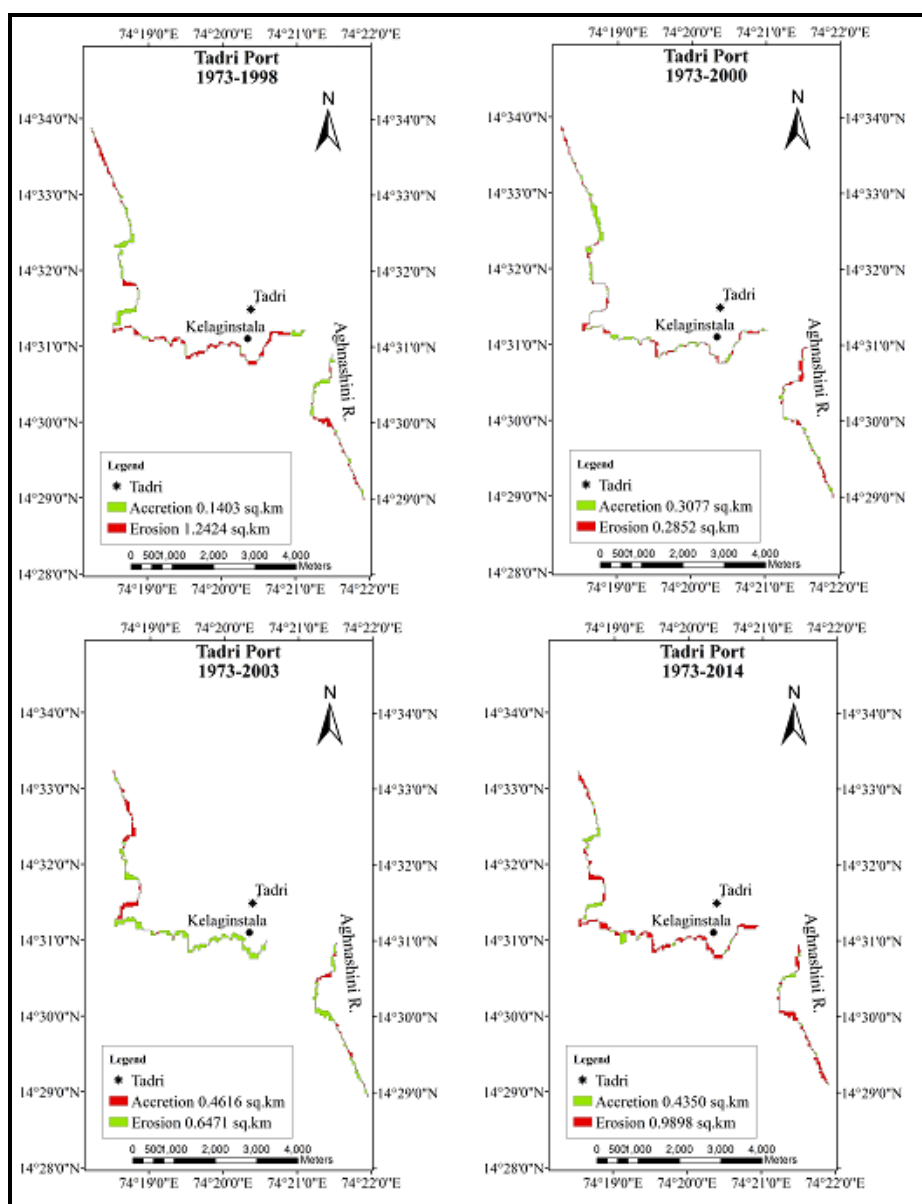 74°19'0"E 74°20'0"E 74°21'0"E 74°22'0"E
Tadri Port
1973-1998
N
14°34'0"N 14°34'0"N
14°33'0"N 14°33'0"N
14°32'0"N 14°32'0"N
Tadri
Kelaginstala
14°31'0"N 14°31'0"N
Aghnashini R.
14°30'0"N 14°30'0"N
Legend
Tadri
Accretion 0.1403 sq.km
Erosion 1.2424 sq.km
14°29'0"N 14°29'0"N
0 5001,000 2,000 3,000 4,000
Meters
14°28'0"N 14°28'0"N
74°19'0"E 74°20'0"E 74°21'0"E 74°22'0"E
74°19'0"E 74°20'0"E 74°21'0"E 74°22'0"E
Tadri Port
1973-2000
N
14°34'0"N 14°34'0"N
14°33'0"N 14°33'0"N
14°32'0"N 14°32'0"N
Tadri
Kelaginstala
14°31'0"N 14°31'0"N
Aghnashini R.
14°30'0"N 14°30'0"N
Legend
Tadri
Accretion 0.3077 sq.km
Erosion 0.2852 sq.km
14°29'0"N 14°29'0"N
0 5001,000 2,000 3,000 4,000
Meters
14°28'0"N 14°28'0"N
74°19'0"E 74°20'0"E 74°21'0"E 74°22'0"E
74°19'0"E 74°20'0"E 74°21'0"E 74°22'0"E
Tadri Port
1973-2003
N
14°34'0"N 14°34'0"N
14°33'0"N 14°33'0"N
14°32'0"N 14°32'0"N
Tadri
Kelaginstala
14°31'0"N 14°31'0"N
Aghnashini R.
14°30'0"N 14°30'0"N
Legend
Tadri
Accretion 0.4616 sq.km
Erosion 0.6471 sq.km
14°29'0"N 14°29'0"N
0 5001,000 2,000 3,000 4,000
Meters
14°28'0"N 14°28'0"N
74°19'0"E 74°20'0"E 74°21'0"E 74°22'0"E
74°19'0"E 74°20'0"E 74°21'0"E 74°22'0"E
Tadri Port
1973-2014
N
14°34'0"N 14°34'0"N
14°33'0"N 14°33'0"N
14°32'0"N 14°32'0"N
Tadri
Kelaginstala
14°31'0"N 14°31'0"N
Aghnashini R.
14°30'0"N 14°30'0"N
Legend
Tadri
Accretion 0.4350 sq.km
Erosion 0.9898 sq.km
14°29'0"N 14°29'0"N
0 5001,000 2,000 3,000 4,000
Meters
14°28'0"N 14°28'0"N
74°19'0"E 74°20'0"E 74°21'0"E 74°22'0"E